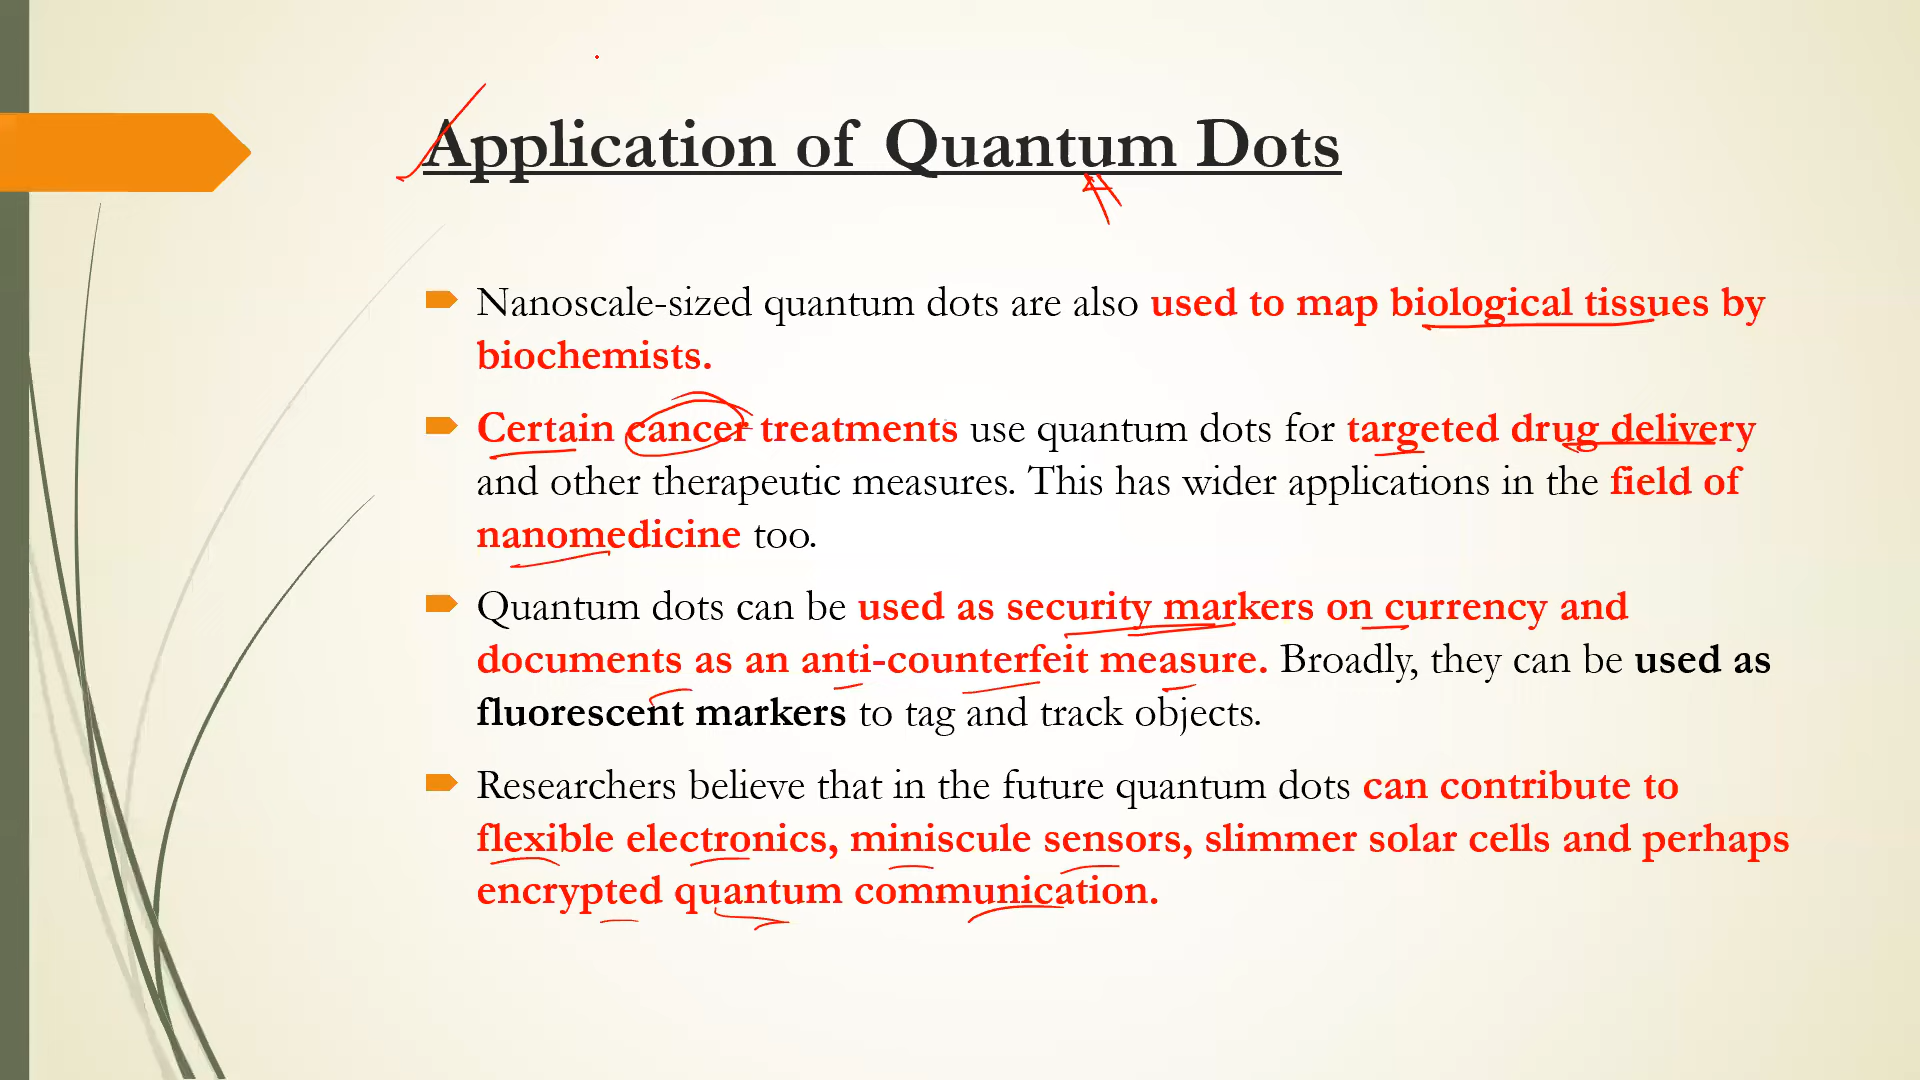 Application of Quantum Dots
Nanoscale-sized quantum dots are also used to map biological tissues by
biochemists.
Certain cancer treatments use quantum dots for targeted drug delivery
and other therapeutic measures. This has wider applications in the field of
nanomedicine too.
Quantum dots can be used as security markers on currency and
documents as an anti-counterfeit measure. Broadly, they can be used as
fluorescent markers to tag and track objects.
Researchers believe that in the future quantum dots can contribute to
flexible electronics, miniscule sensors, slimmer solar cells and perhaps
encrypted quantum communication.